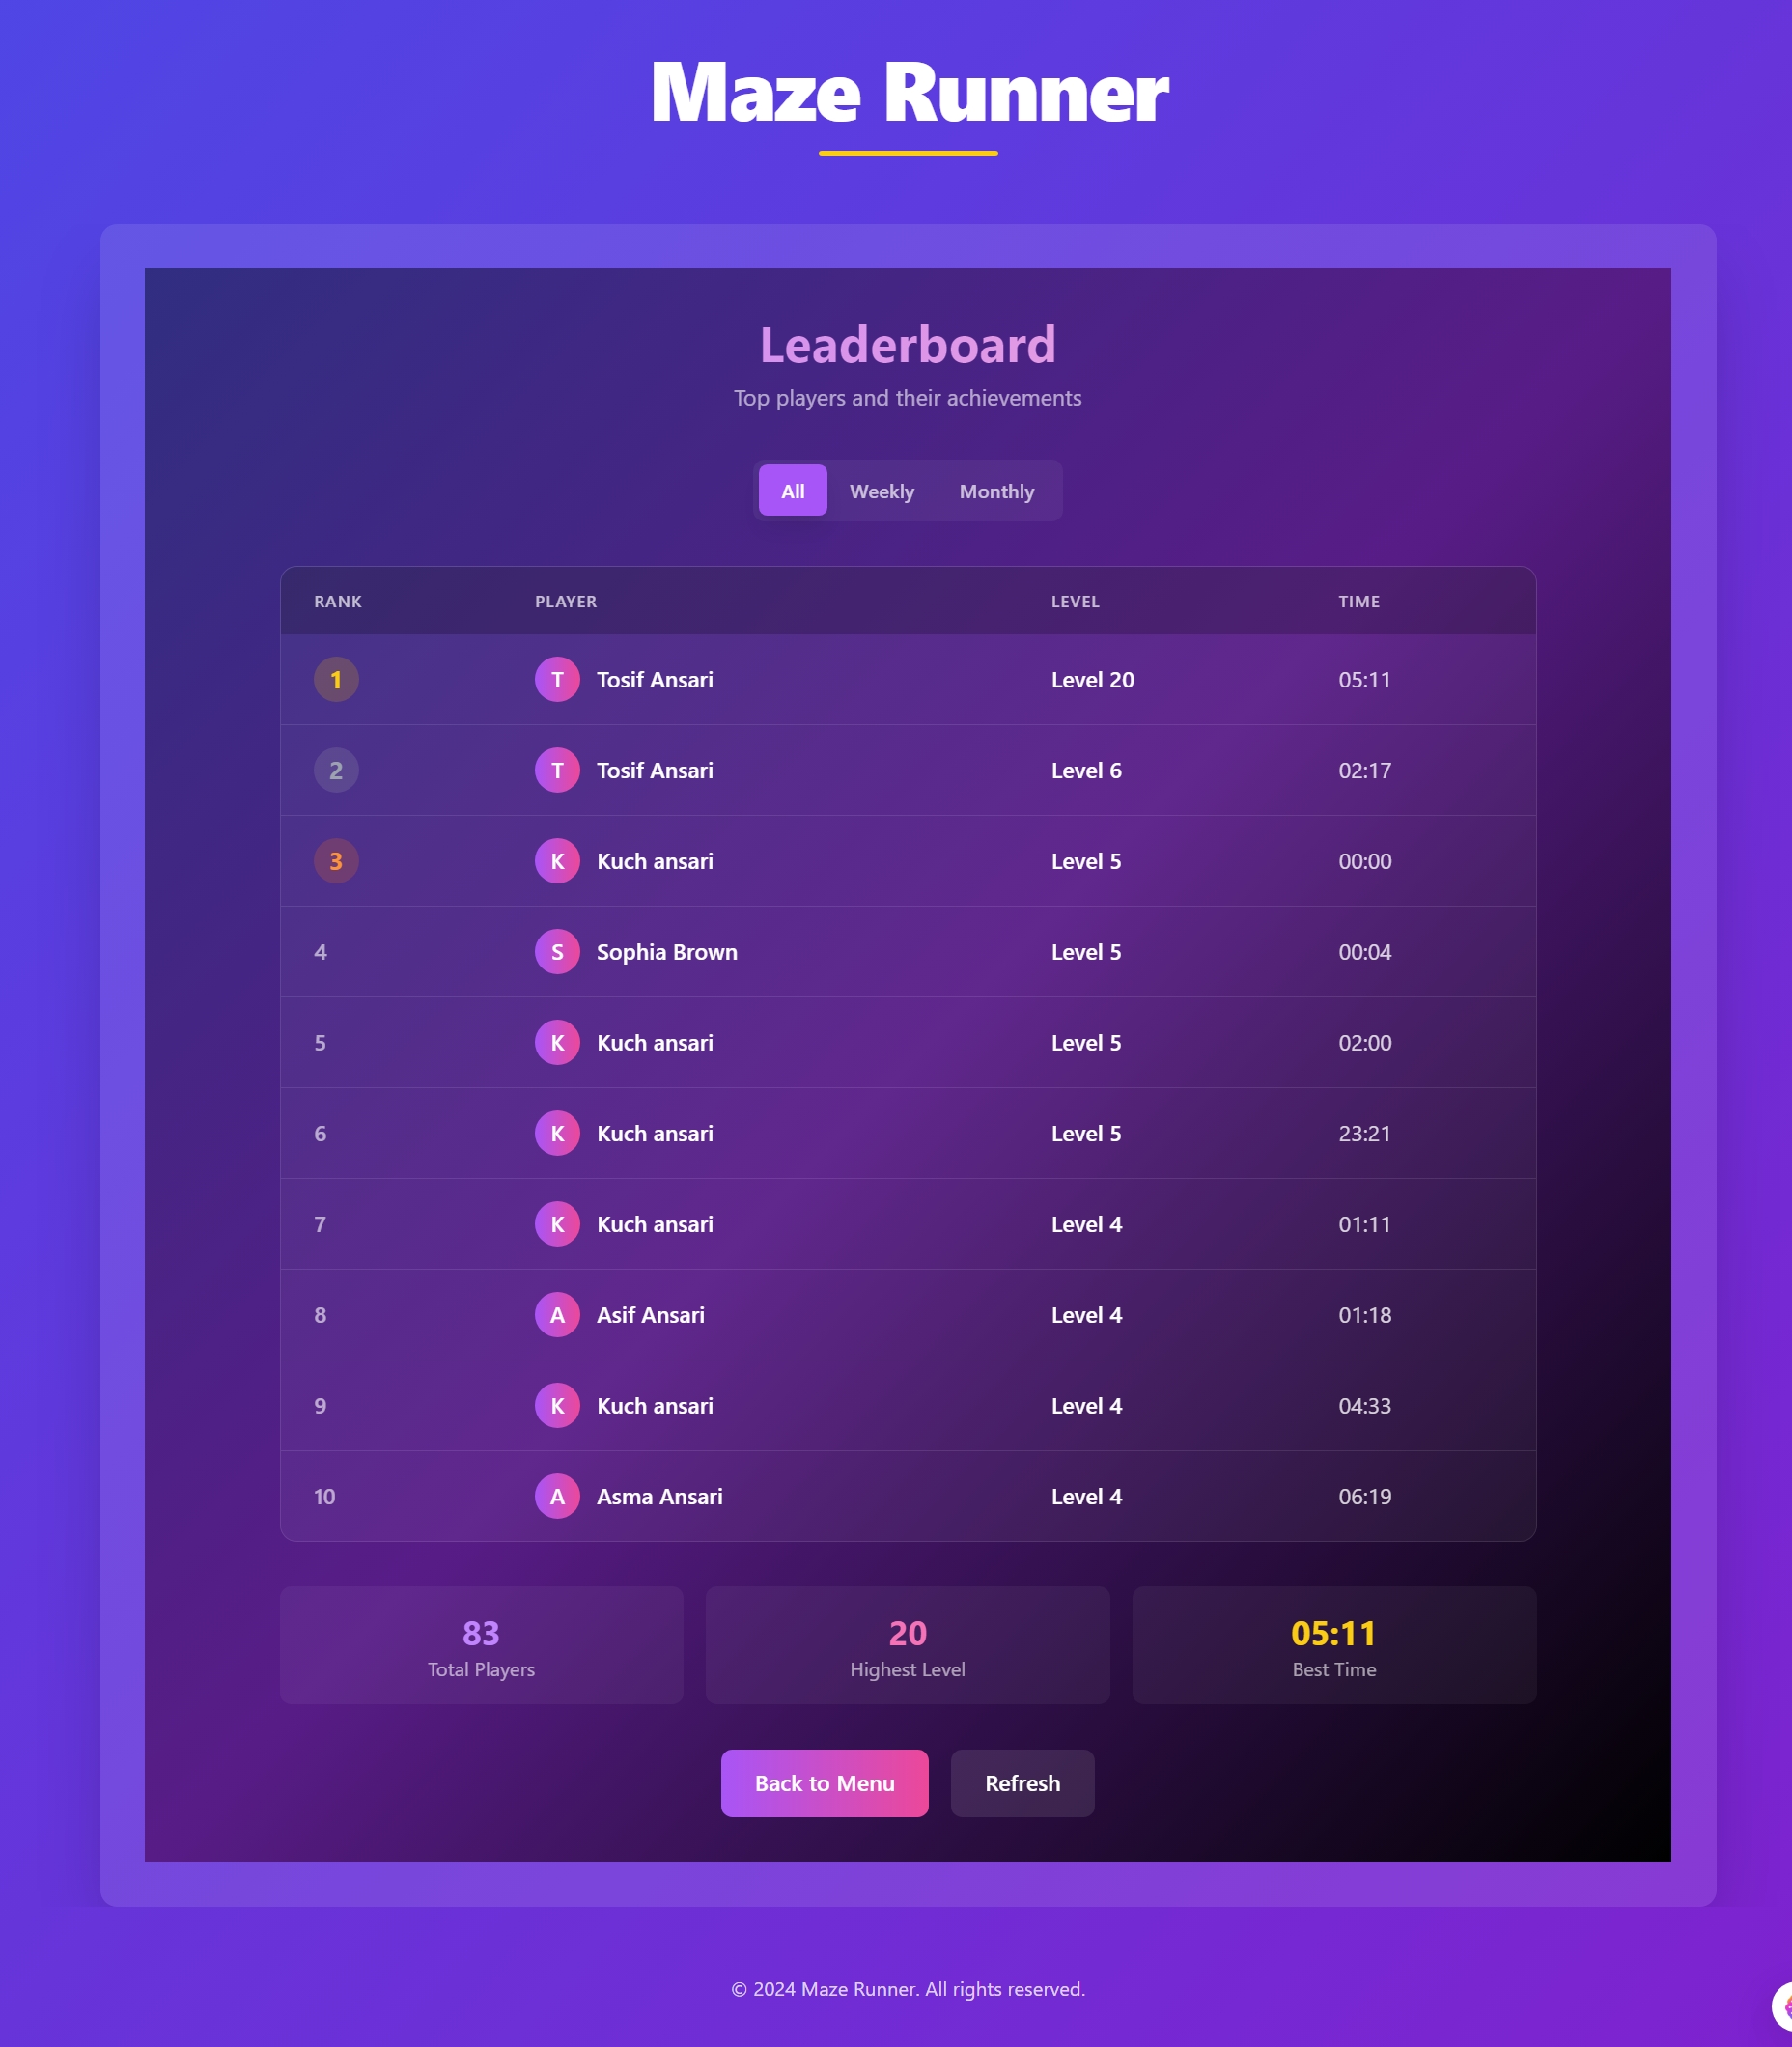 Maze Runner
Leaderboard
Top players and their achievements
All Weekly Monthly
RANK PLAYER LEVEL TIME
1 T Tosif Ansari Level 20 05:11
2 T Tosif Ansari Level 6 02:17
3 K Kuch ansari Level 5 00:00
4 S Sophia Brown Level 5 00:04
5 K Kuch ansari Level 5 02:00
6 K Kuch ansari Level 5 23:21
7 K Kuch ansari Level 4 01:11
8 A Asif Ansari Level 4 01:18
9 K Kuch ansari Level 4 04:33
10 A Asma Ansari Level 4 06:19
83 20 05:11
Total Players Highest Level Best Time
Back to Menu Refresh
© 2024 Maze Runner. All rights reserved.